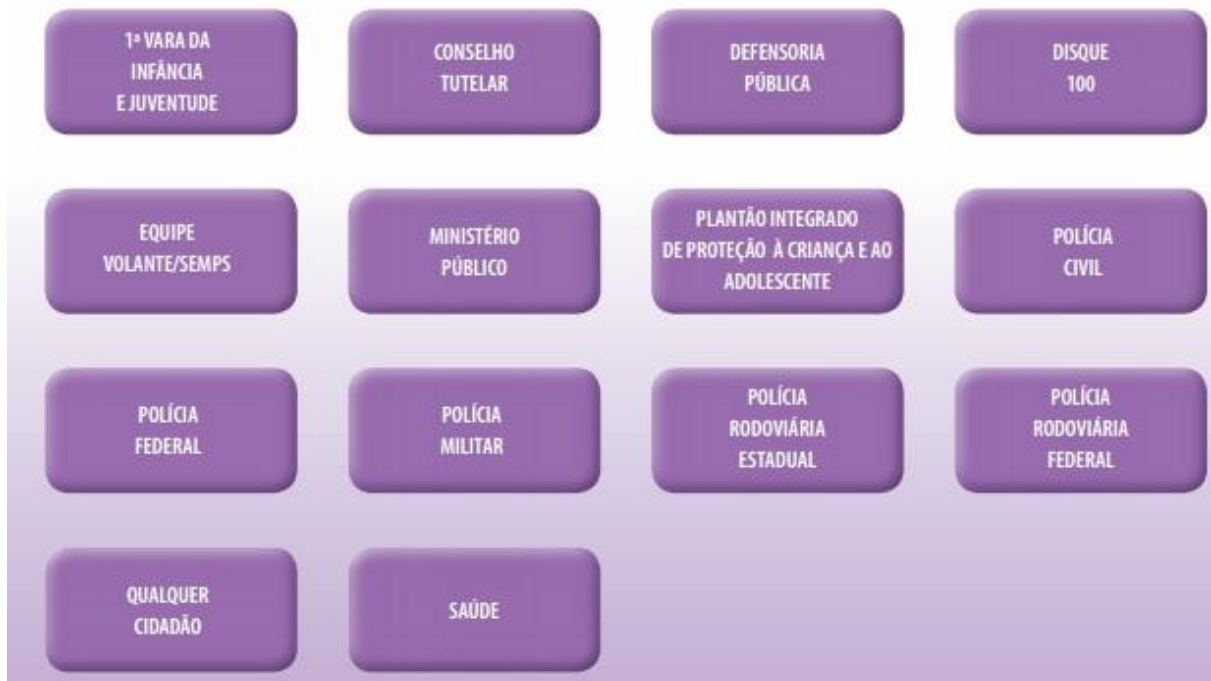 1ª VARA DA
INFÂNCIA
E JUVENTUDE
CONSELHO
TUTELAR
DEFENSORIA
PÚBLICA
DISQUE
100
EQUIPE
VOLANTE/SEMPS
MINISTÉRIO
PÚBLICO
PLANTÃO INTEGRADO
DE PROTEÇÃO À CRIANÇA E AO
ADOLESCENTE
POLÍCIA
CIVIL
POLÍCIA
FEDERAL
POLÍCIA
MILITAR
POLÍCIA
RODOVIÁRIA
ESTADUAL
POLÍCIA
RODOVIÁRIA
FEDERAL
QUALQUER
CIDADÃO
SAÚDE